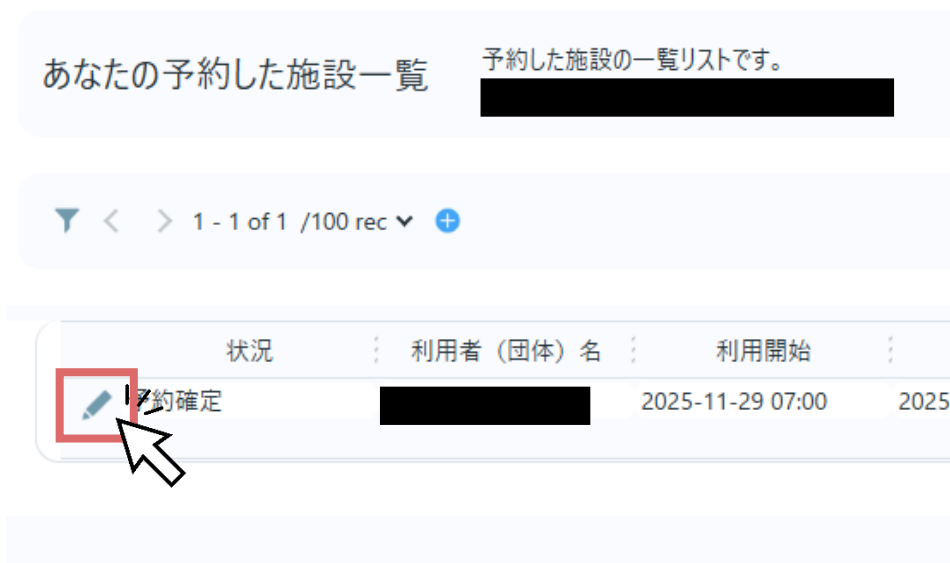 あなたの予約した施設一覧
予約した施設の一覧リストです。
1 - 1 of 1 /100 rec
状況 利用者（団体）名 利用開始
予約確定 2025-11-29 07:00 2025